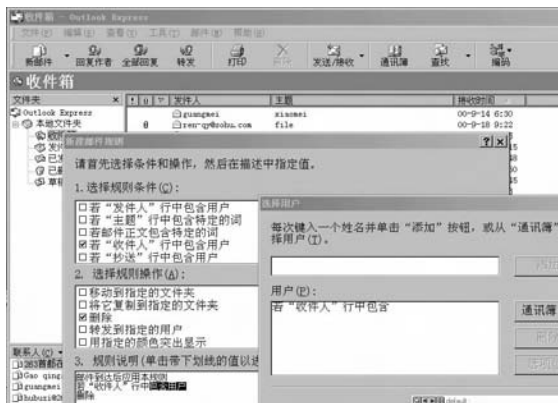 收件箱 - Outlook Express
文件(F) 编辑(E) 查看(V) 工具(T) 邮件(M) 帮助(H)
新邮件 回复作者 全部回复 转发 打印 删除 发送/接收 通讯簿 查找 编码
收件箱
文件夹 × ! 发件人 主题 接收时间
Outlook Express guangmei xiaomei 00-9-14 6:30
本地文件夹 ren-qy@sohu.com file 00-9-18 9:22
新建邮件规则 ? ×
请首先选择条件和操作，然后在描述中指定值。
1.选择规则条件(C):
若“发件人”行中包含用户
若“主题”行中包含特定的词
若邮件正文包含特定的词
若“收件人”行中包含用户
若“抄送”行中包含用户
2. 选择规则操作(A):
移动到指定的文件夹
将它复制到指定的文件夹
删除
转发到指定的用户
用指定的颜色突出显示
3. 规则说明(单击带下划线的值以进
邮件到达后应用本规则
若“收件人”行中包含用户
删除
选择用户
每次键入一个姓名并单击“添加”按钮，或从“通讯簿
择用户(T)。
用户(P):
若“收件人”行中包含
通讯簿
联系人(C)
guangmei